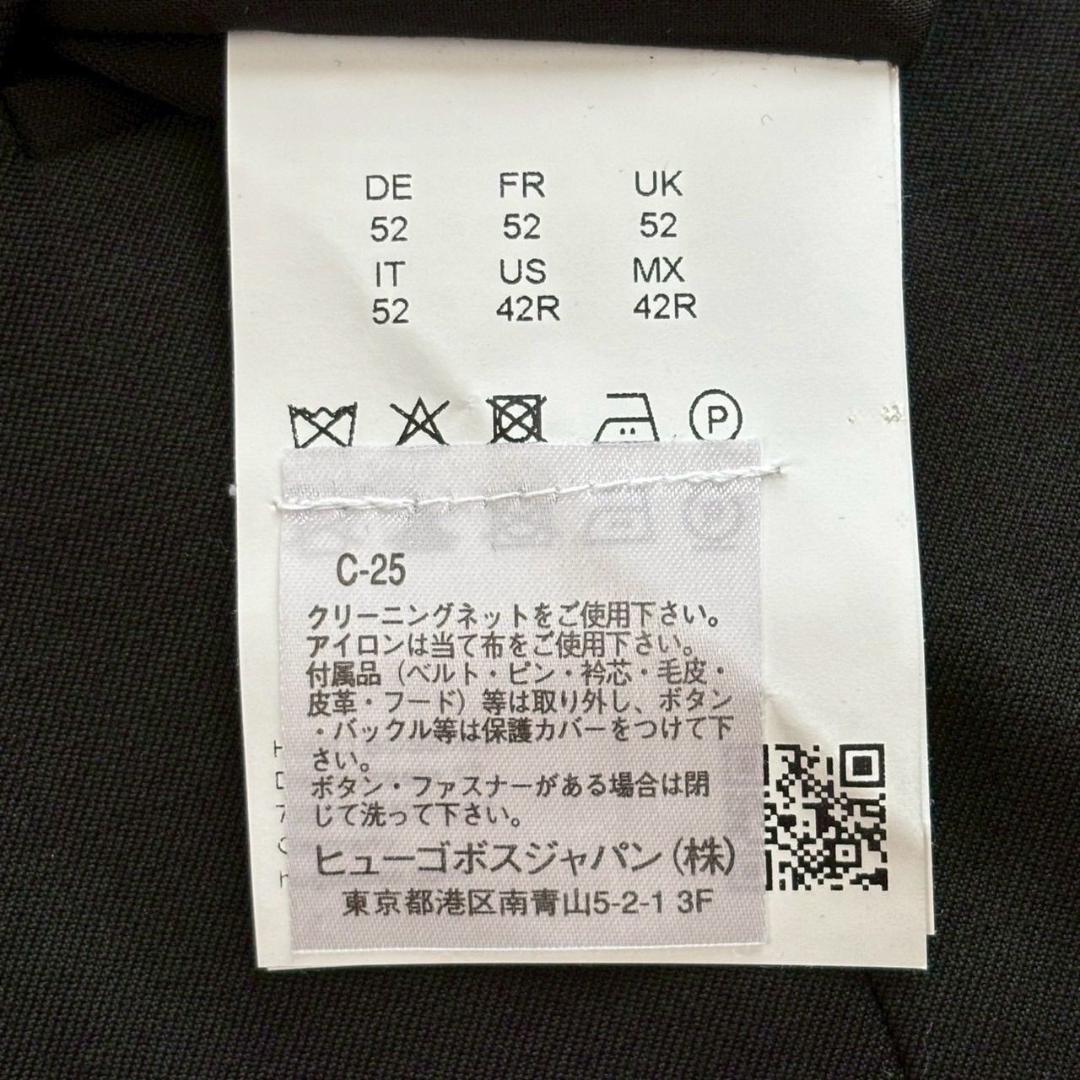 DE FR UK
52 52 52
IT US MX
52 42R 42R
P
C-25
クリーニングネットをご使用下さい。
アイロンは当て布をご使用下さい。
付属品（ベルト・ピン・衿芯・毛皮・
皮革・フード）等は取り外し、ボタン
・バックル等は保護カバーをつけて下
さい。
ボタン・ファスナーがある場合は閉
じて洗って下さい。
ヒューゴボスジャパン（株）
東京都港区南青山5-2-1 3F